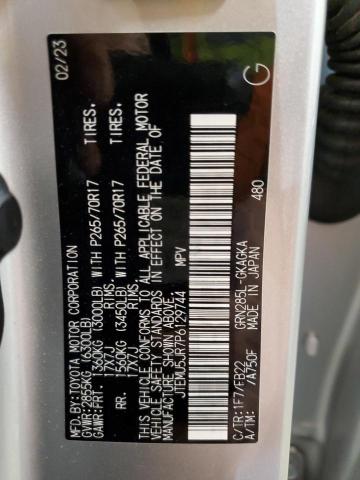 MFD.BY:TOYOTA MOTOR CORPORATION 02/23
GVWR:2855KG (6300LB)
GAWR:FRT. 1360KG (3000LB) WITH P265/70R17 TIRES.
17X7J RIMS.
RR. 1560KG (3450LB) WITH P265/70R17 TIRES.
17X7J RIMS.
THIS VEHICLE CONFORMS TO ALL APPLICABLE FEDERAL MOTOR
VEHICLE SAFETY STANDARDS IN EFFECT ON THE DATE OF
MANUFACTURE SHOWN ABOVE.
JTEMU5JR7P6129744 MPV
480
C/TR:1F7/FB22 GRN285L-GKAGKA
A/TM: /A750F MADE IN JAPAN
G